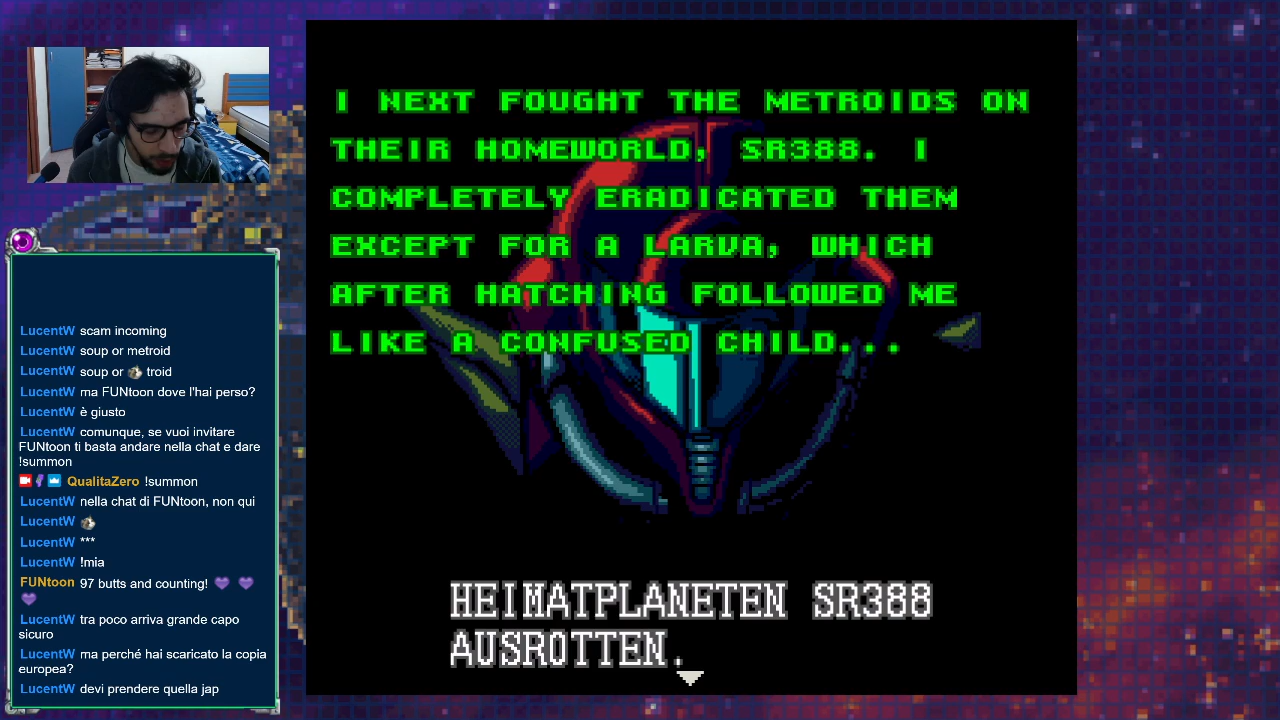 LucentW scam incoming
LucentW soup or metroid
LucentW soup or troid
LucentW ma FUNtoon dove l'hai perso?
LucentW è giusto
LucentW comunque, se vuoi invitare
FUNtoon ti basta andare nella chat e dare
!summon
QualitaZero !summon
LucentW nella chat di FUNtoon, non qui
LucentW
LucentW ***
LucentW !mia
FUNtoon 97 butts and counting! 💜 💜
💜
LucentW tra poco arriva grande capo
sicuro
LucentW ma perché hai scaricato la copia
europea?
LucentW devi prendere quella jap
I NEXT FOUGHT THE METROIDS ON
THEIR HOMEWORLD, SR388. I
COMPLETELY ERADICATED THEM
EXCEPT FOR A LARVA, WHICH
AFTER HATCHING FOLLOWED ME
LIKE A CONFUSED CHILD...
HEIMATPLANETEN SR388
AUSROTTEN.